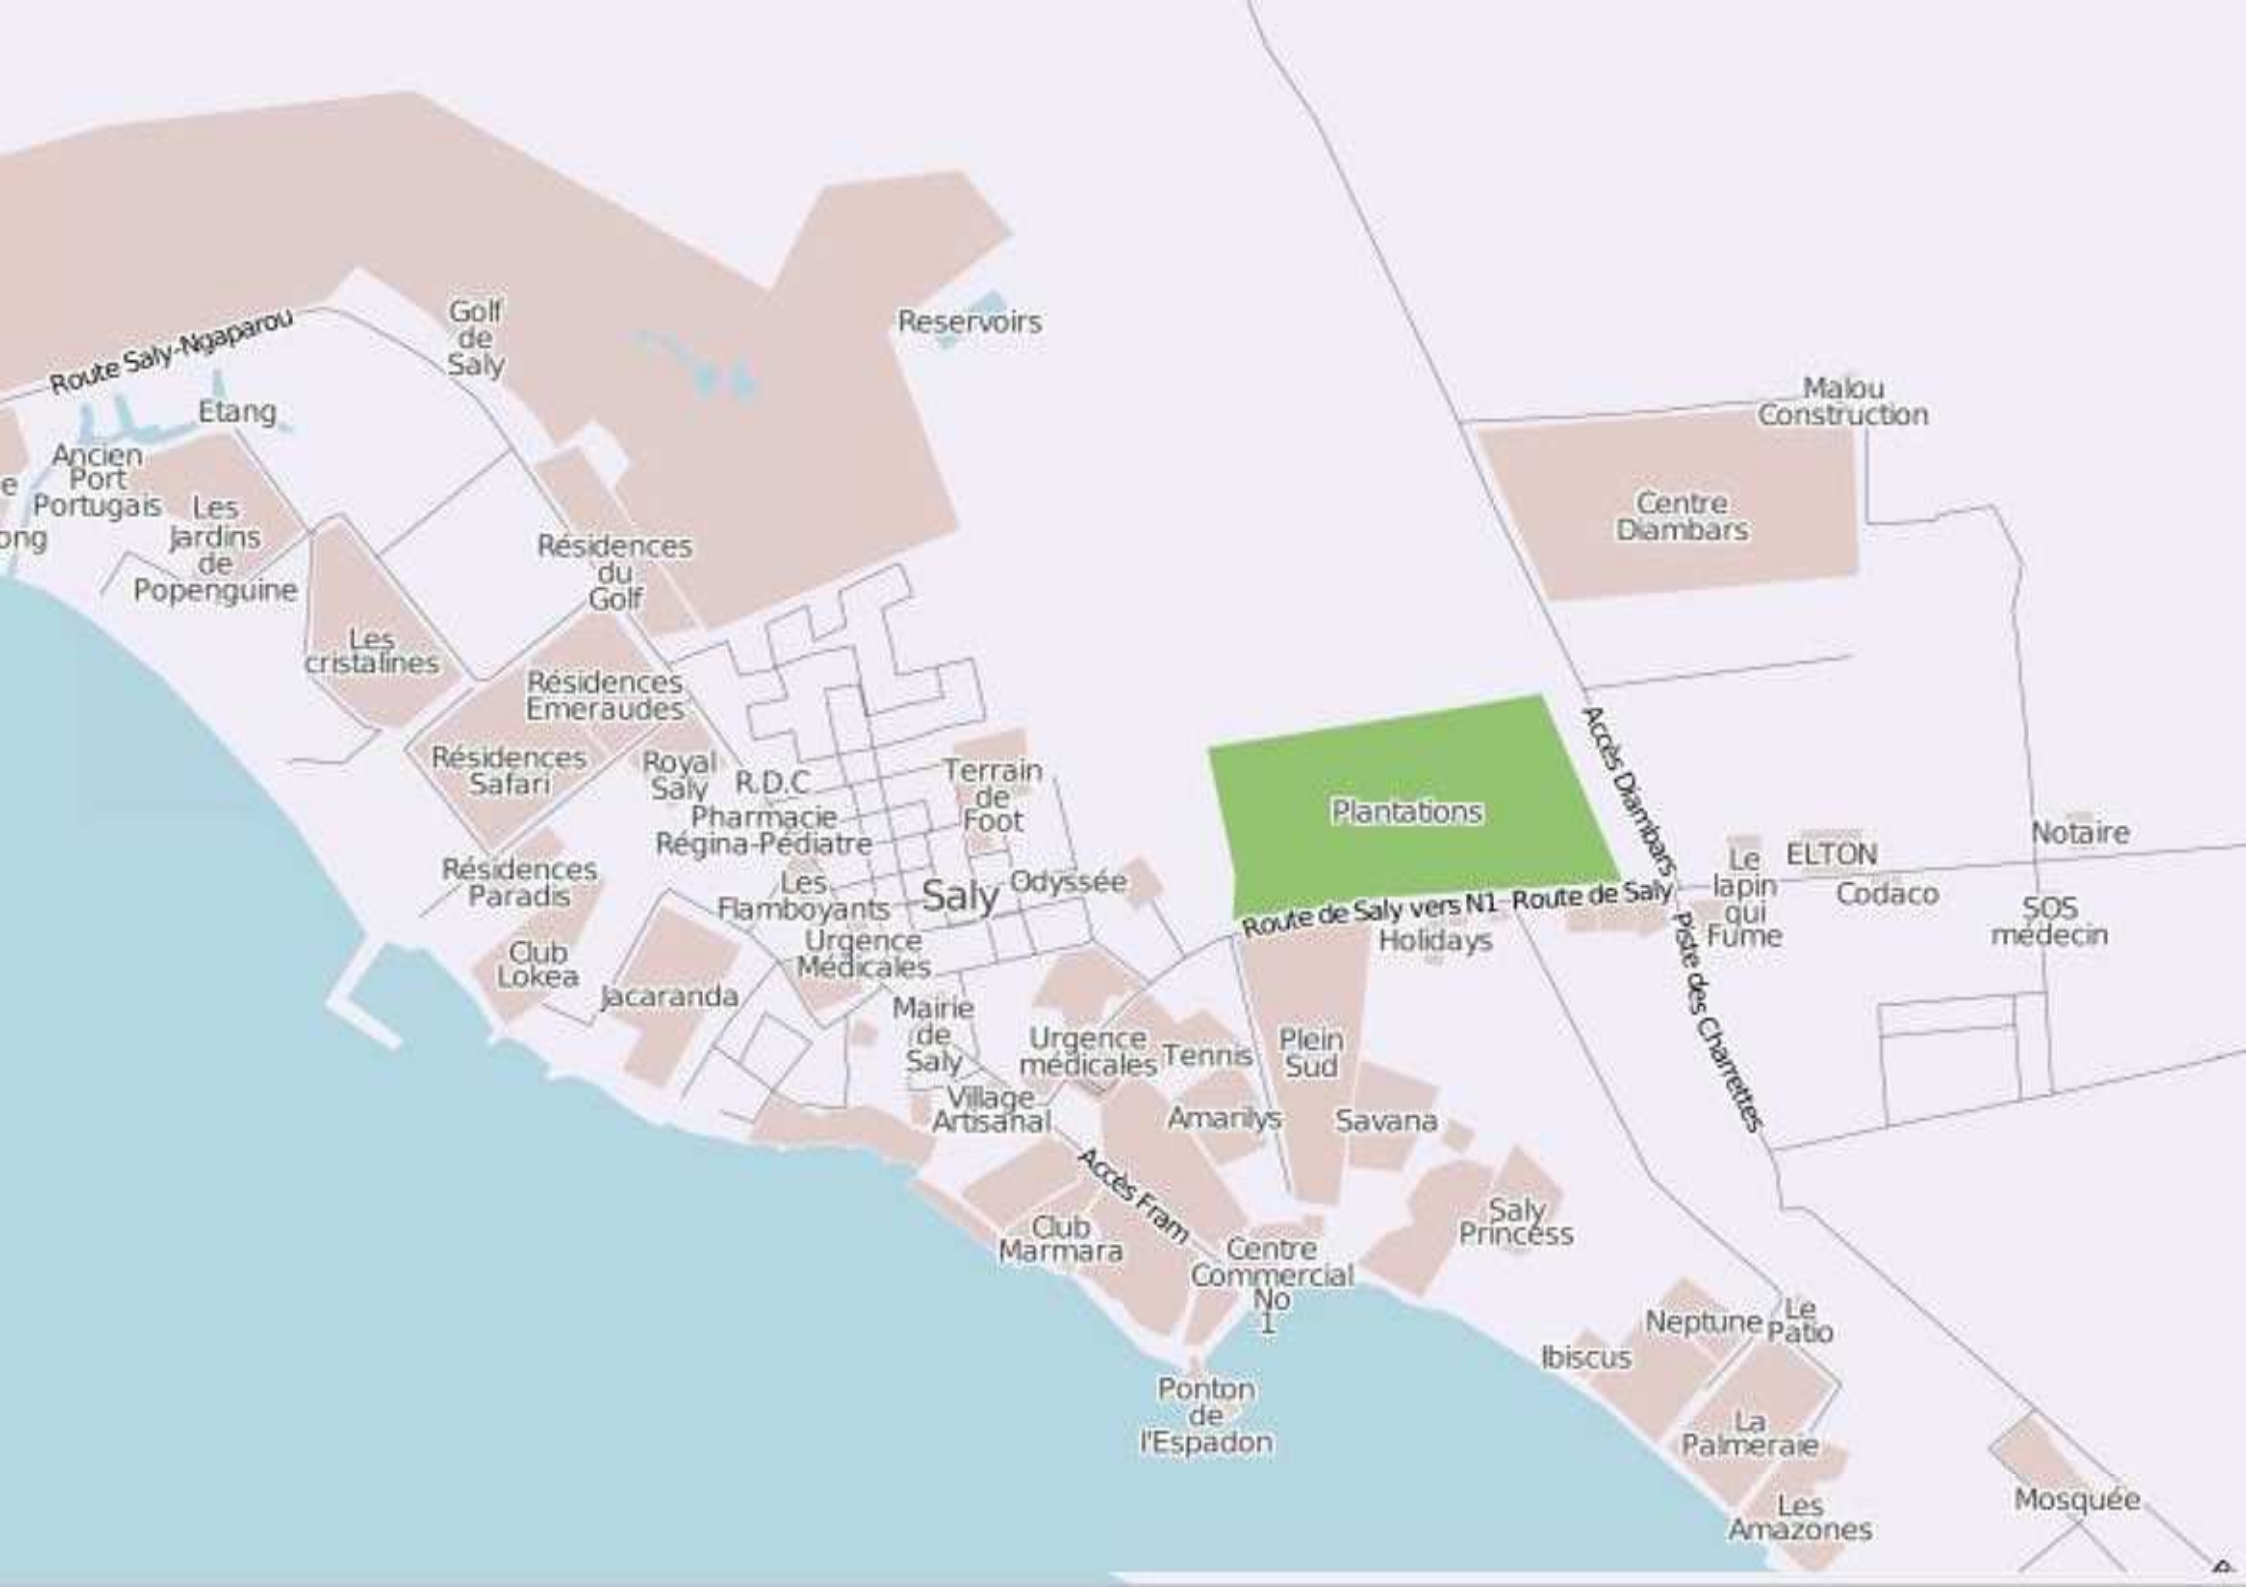 Golf
de
Saly
Reservoirs
Route Saly-Ngaparou
Etang
Malou
Construction
Ancien
Port
Portugais
e
ong
Les
Jardins
de
Popenguine
Centre
Diambars
Résidences
du
Golf
Les
cristalines
Résidences
Emeraudes
Résidences
Safari
Royal
Saly
R.D.C
Pharmacie
Régina-Pédiatre
Terrain
de
Foot
Plantations
Accès Diambars
Notaire
Le
lapin
qui
Fume
ELTON
Codaco
SOS
médecin
Résidences
Paradis
Les
Flamboyants
Saly
Odyssée
Route de Saly vers N1
Route de Saly
Holidays
Urgence
Médicales
Club
Lokea
Jacaranda
Piste des Charrettes
Mairie
de
Saly
Urgence
médicales
Tennis
Plein
Sud
Village
Artisanal
Amarilys
Savana
Accès Fram
Club
Marmara
Centre
Commercial
No
1
Saly
Princess
Neptune
Le
Patio
Ibiscus
Ponton
de
l'Espadon
La
Palmeraie
Les
Amazones
Mosquée